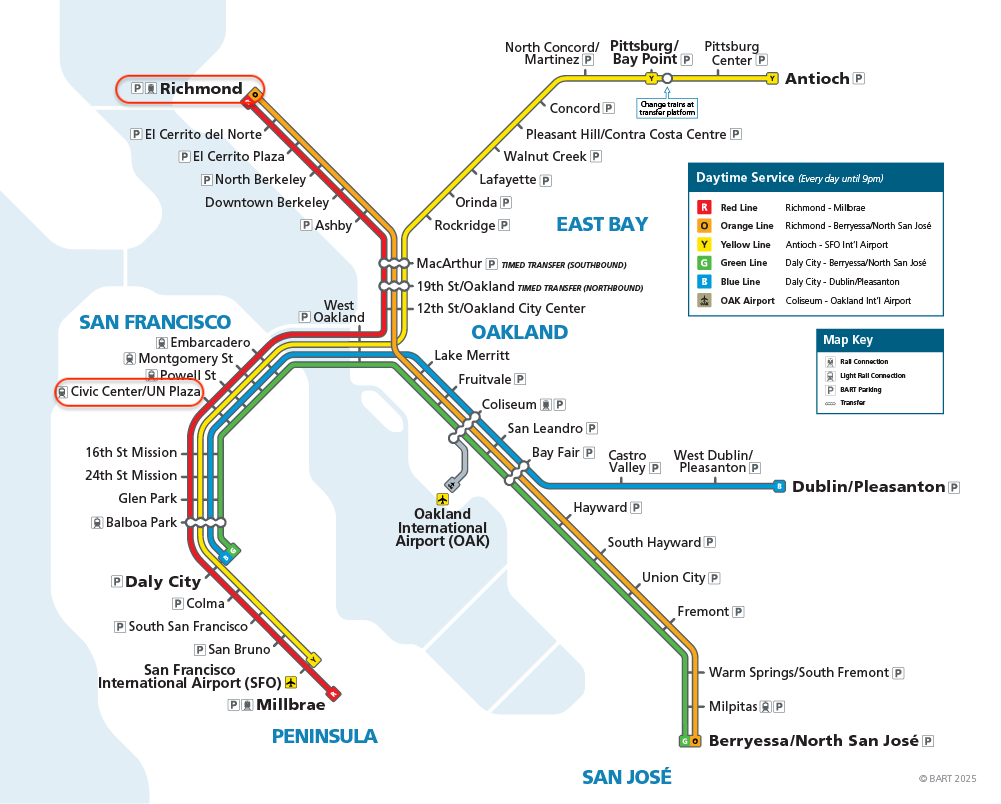 North Concord/
Martinez P
Pittsburg/
Bay Point P
Pittsburg
Center P
Y
Y
Antioch P
Change trains at
transfer platform
P Richmond
O
R
P El Cerrito del Norte
P El Cerrito Plaza
P North Berkeley
Downtown Berkeley
P Ashby
Concord P
Pleasant Hill/Contra Costa Centre P
Walnut Creek P
Lafayette P
Orinda P
Rockridge P
EAST BAY
MacArthur P TIMED TRANSFER (SOUTHBOUND)
19th St/Oakland TIMED TRANSFER (NORTHBOUND)
12th St/Oakland City Center
OAKLAND
West
P Oakland
SAN FRANCISCO
Embarcadero
Montgomery St
Powell St
Civic Center/UN Plaza
16th St Mission
24th St Mission
Glen Park
Balboa Park
G
B
P Daly City
P Colma
P South San Francisco
P San Bruno
San Francisco
International Airport (SFO)
Y
R
P Millbrae
PENINSULA
Lake Merritt
Fruitvale P
Coliseum P
San Leandro P
Bay Fair P
Castro
Valley P
West Dublin/
Pleasanton P
B
Dublin/Pleasanton P
Oakland
International
Airport (OAK)
Hayward P
South Hayward P
Union City P
Fremont P
Warm Springs/South Fremont P
Milpitas P
G O
Berryessa/North San José P
SAN JOSÉ
Daytime Service (Every day until 9pm)
R Red Line Richmond - Millbrae
O Orange Line Richmond - Berryessa/North San José
Y Yellow Line Antioch - SFO Int'l Airport
G Green Line Daly City - Berryessa/North San José
B Blue Line Daly City - Dublin/Pleasanton
OAK Airport Coliseum - Oakland Int'l Airport
Map Key
Rail Connection
Light Rail Connection
P BART Parking
Transfer
© BART 2025